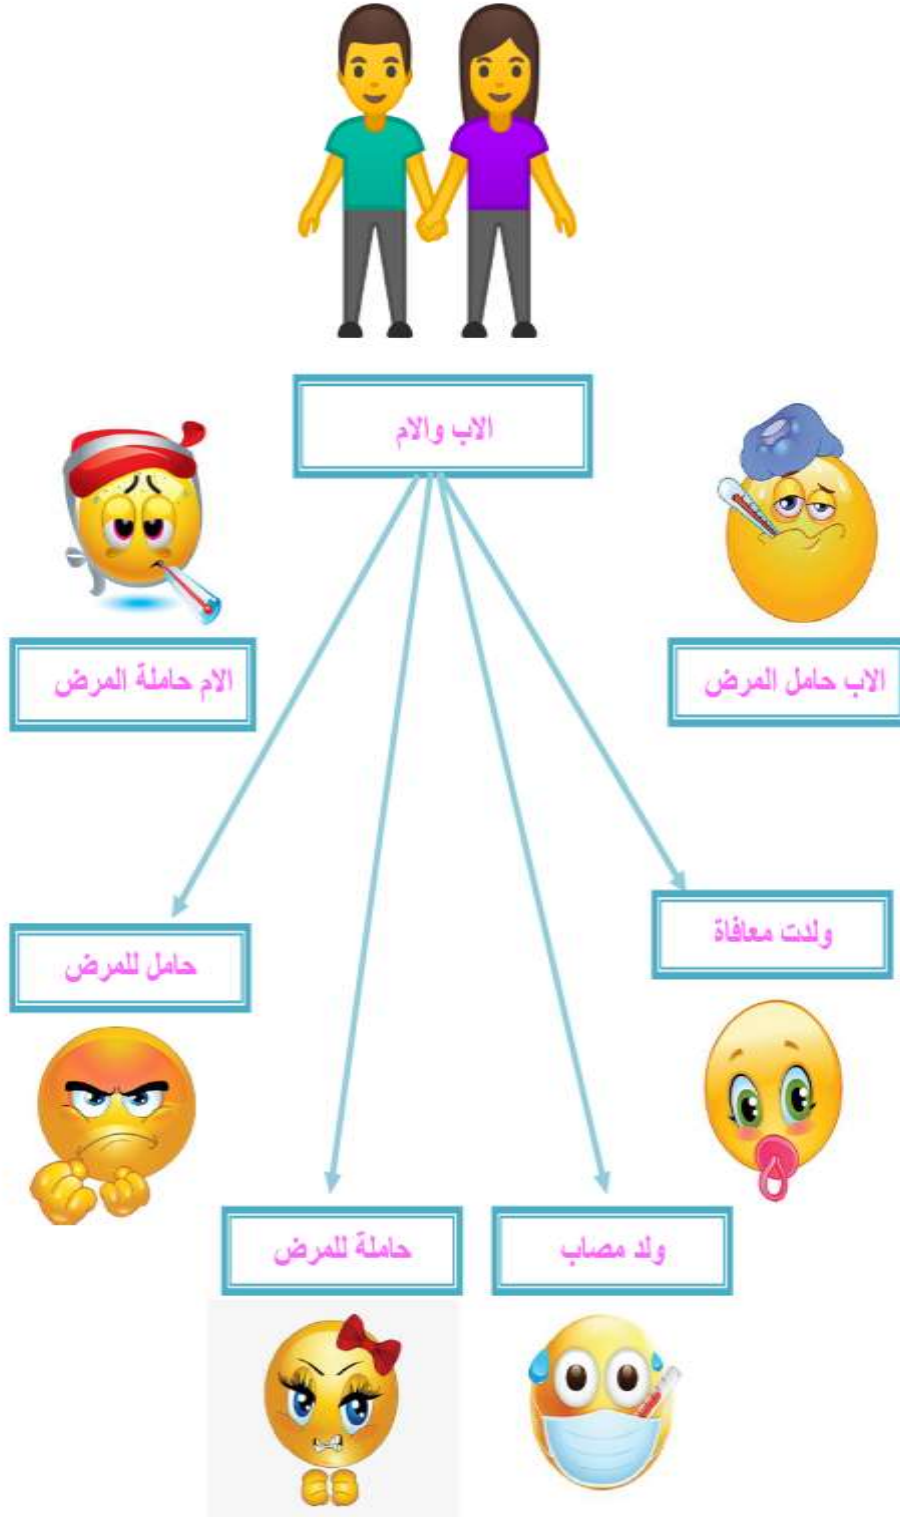 الاب والام
الاب حامل المرض
الام حاملة المرض
ولدت معافاة
حامل للمرض
ولد مصاب
حاملة للمرض